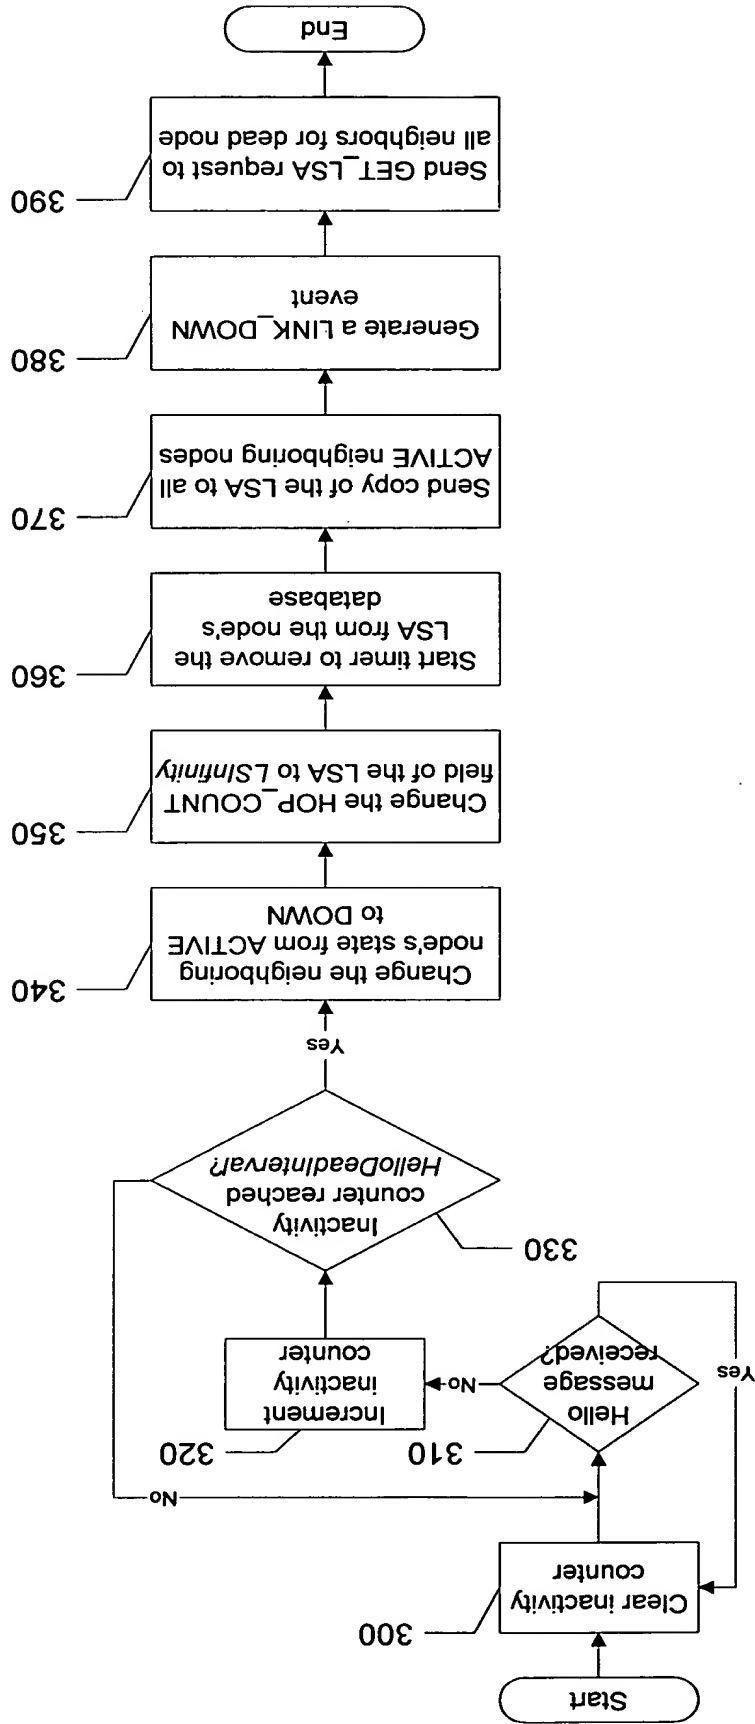 Start
Clear inactivity
counter
300
Hello
message
received?
310
Yes
No
Increment
inactivity
counter
320
Inactivity
counter reached
HelloDeadInterval?
330
No
Yes
Change the neighboring
node's state from ACTIVE
to DOWN
340
Change the HOP_COUNT
field of the LSA to LSInfinity
350
Start timer to remove the
LSA from the node's
database
360
Send copy of the LSA to all
ACTIVE neighboring nodes
370
Generate a LINK_DOWN
event
380
Send GET_LSA request to
all neighbors for dead node
390
End